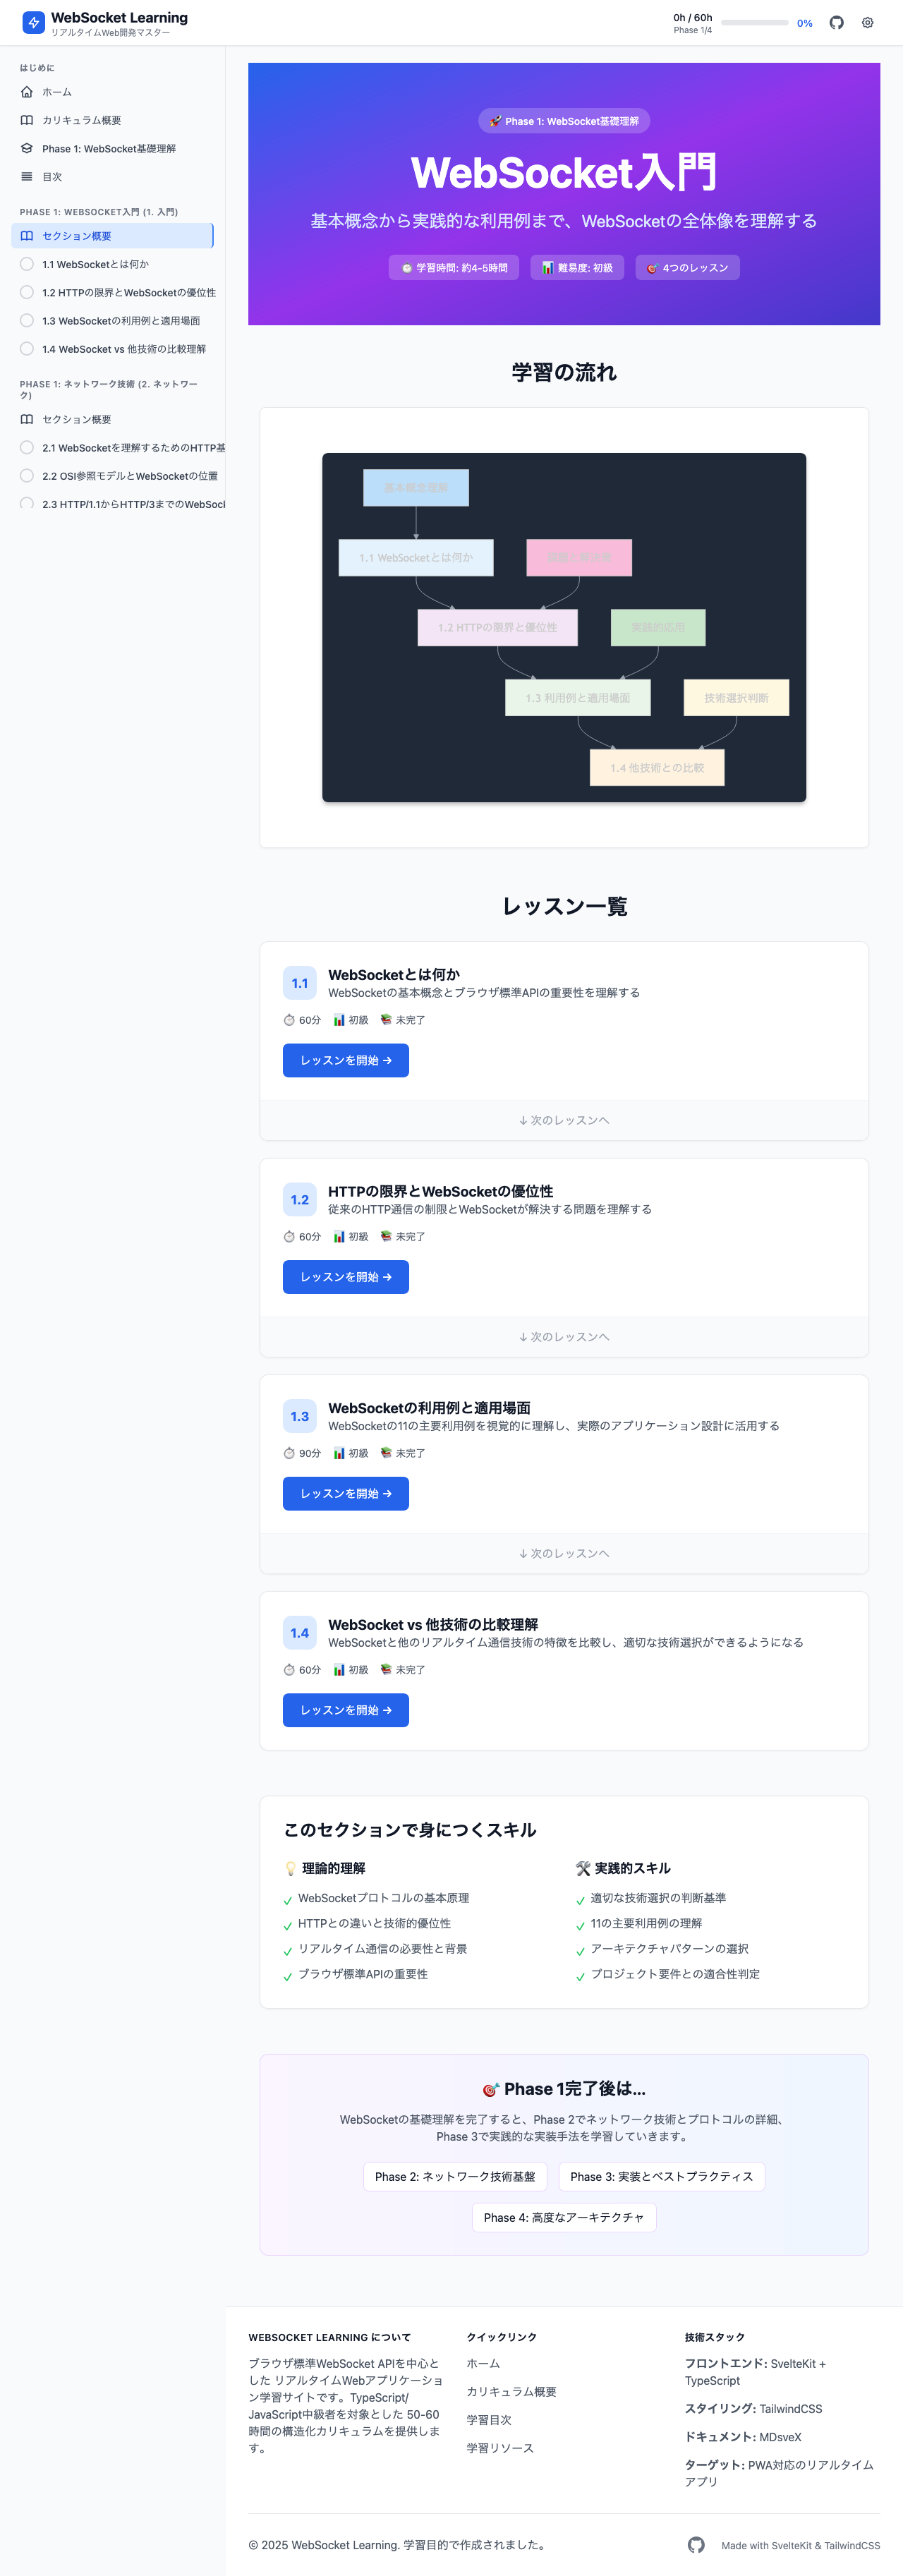 WebSocket Learning
リアルタイムWeb開発マスター
0h / 60h
Phase 1/4
0%
はじめに
ホーム
カリキュラム概要
Phase 1: WebSocket基礎理解
目次
PHASE 1: WEBSOCKET入門 (1. 入門)
セクション概要
1.1 WebSocketとは何か
1.2 HTTPの限界とWebSocketの優位性
1.3 WebSocketの利用例と適用場面
1.4 WebSocket vs 他技術の比較理解
PHASE 1: ネットワーク技術 (2. ネットワー
ク)
セクション概要
2.1 WebSocketを理解するためのHTTP基
2.2 OSI参照モデルとWebSocketの位置
2.3 HTTP/1.1からHTTP/3までのWebSock
🚀 Phase 1: WebSocket基礎理解
WebSocket入門
基本概念から実践的な利用例まで、WebSocketの全体像を理解する
⏱️ 学習時間: 約4-5時間
📊 難易度: 初級
🎯 4つのレッスン
学習の流れ
基本概念理解
1.1 WebSocketとは何か
1.2 HTTPの限界と優位性
実践的応用
1.3 利用例と適用場面
技術選択判断
1.4 他技術との比較
レッスン一覧
1.1
WebSocketとは何か
WebSocketの基本概念とブラウザ標準APIの重要性を理解する
⏱️ 60分 📊 初級 📚 未完了
レッスンを開始 →
↓ 次のレッスンへ
1.2
HTTPの限界とWebSocketの優位性
従来のHTTP通信の制限とWebSocketが解決する問題を理解する
⏱️ 60分 📊 初級 📚 未完了
レッスンを開始 →
↓ 次のレッスンへ
1.3
WebSocketの利用例と適用場面
WebSocketの11の主要利用例を視覚的に理解し、実際のアプリケーション設計に活用する
⏱️ 90分 📊 初級 📚 未完了
レッスンを開始 →
↓ 次のレッスンへ
1.4
WebSocket vs 他技術の比較理解
WebSocketと他のリアルタイム通信技術の特徴を比較し、適切な技術選択ができるようになる
⏱️ 60分 📊 初級 📚 未完了
レッスンを開始 →
このセクションで身につくスキル
💡 理論的理解
✓ WebSocketプロトコルの基本原理
✓ HTTPとの違いと技術的優位性
✓ リアルタイム通信の必要性と背景
✓ ブラウザ標準APIの重要性
🛠️ 実践的スキル
✓ 適切な技術選択の判断基準
✓ 11の主要利用例の理解
✓ アーキテクチャパターンの選択
✓ プロジェクト要件との適合性判定
🎯 Phase 1完了後は...
WebSocketの基礎理解を完了すると、Phase 2でネットワーク技術とプロトコルの詳細、
Phase 3で実践的な実装手法を学習していきます。
Phase 2: ネットワーク技術基盤
Phase 3: 実装とベストプラクティス
Phase 4: 高度なアーキテクチャ
WEBSOCKET LEARNING について
ブラウザ標準WebSocket APIを中心と
した リアルタイムWebアプリケーショ
ン学習サイトです。TypeScript/
JavaScript中級者を対象とした 50-60
時間の構造化カリキュラムを提供しま
す。
クイックリンク
ホーム
カリキュラム概要
学習目次
学習リソース
技術スタック
フロントエンド: SvelteKit +
TypeScript
スタイリング: TailwindCSS
ドキュメント: MDsveX
ターゲット: PWA対応のリアルタイム
アプリ
© 2025 WebSocket Learning. 学習目的で作成されました。
Made with SvelteKit & TailwindCSS